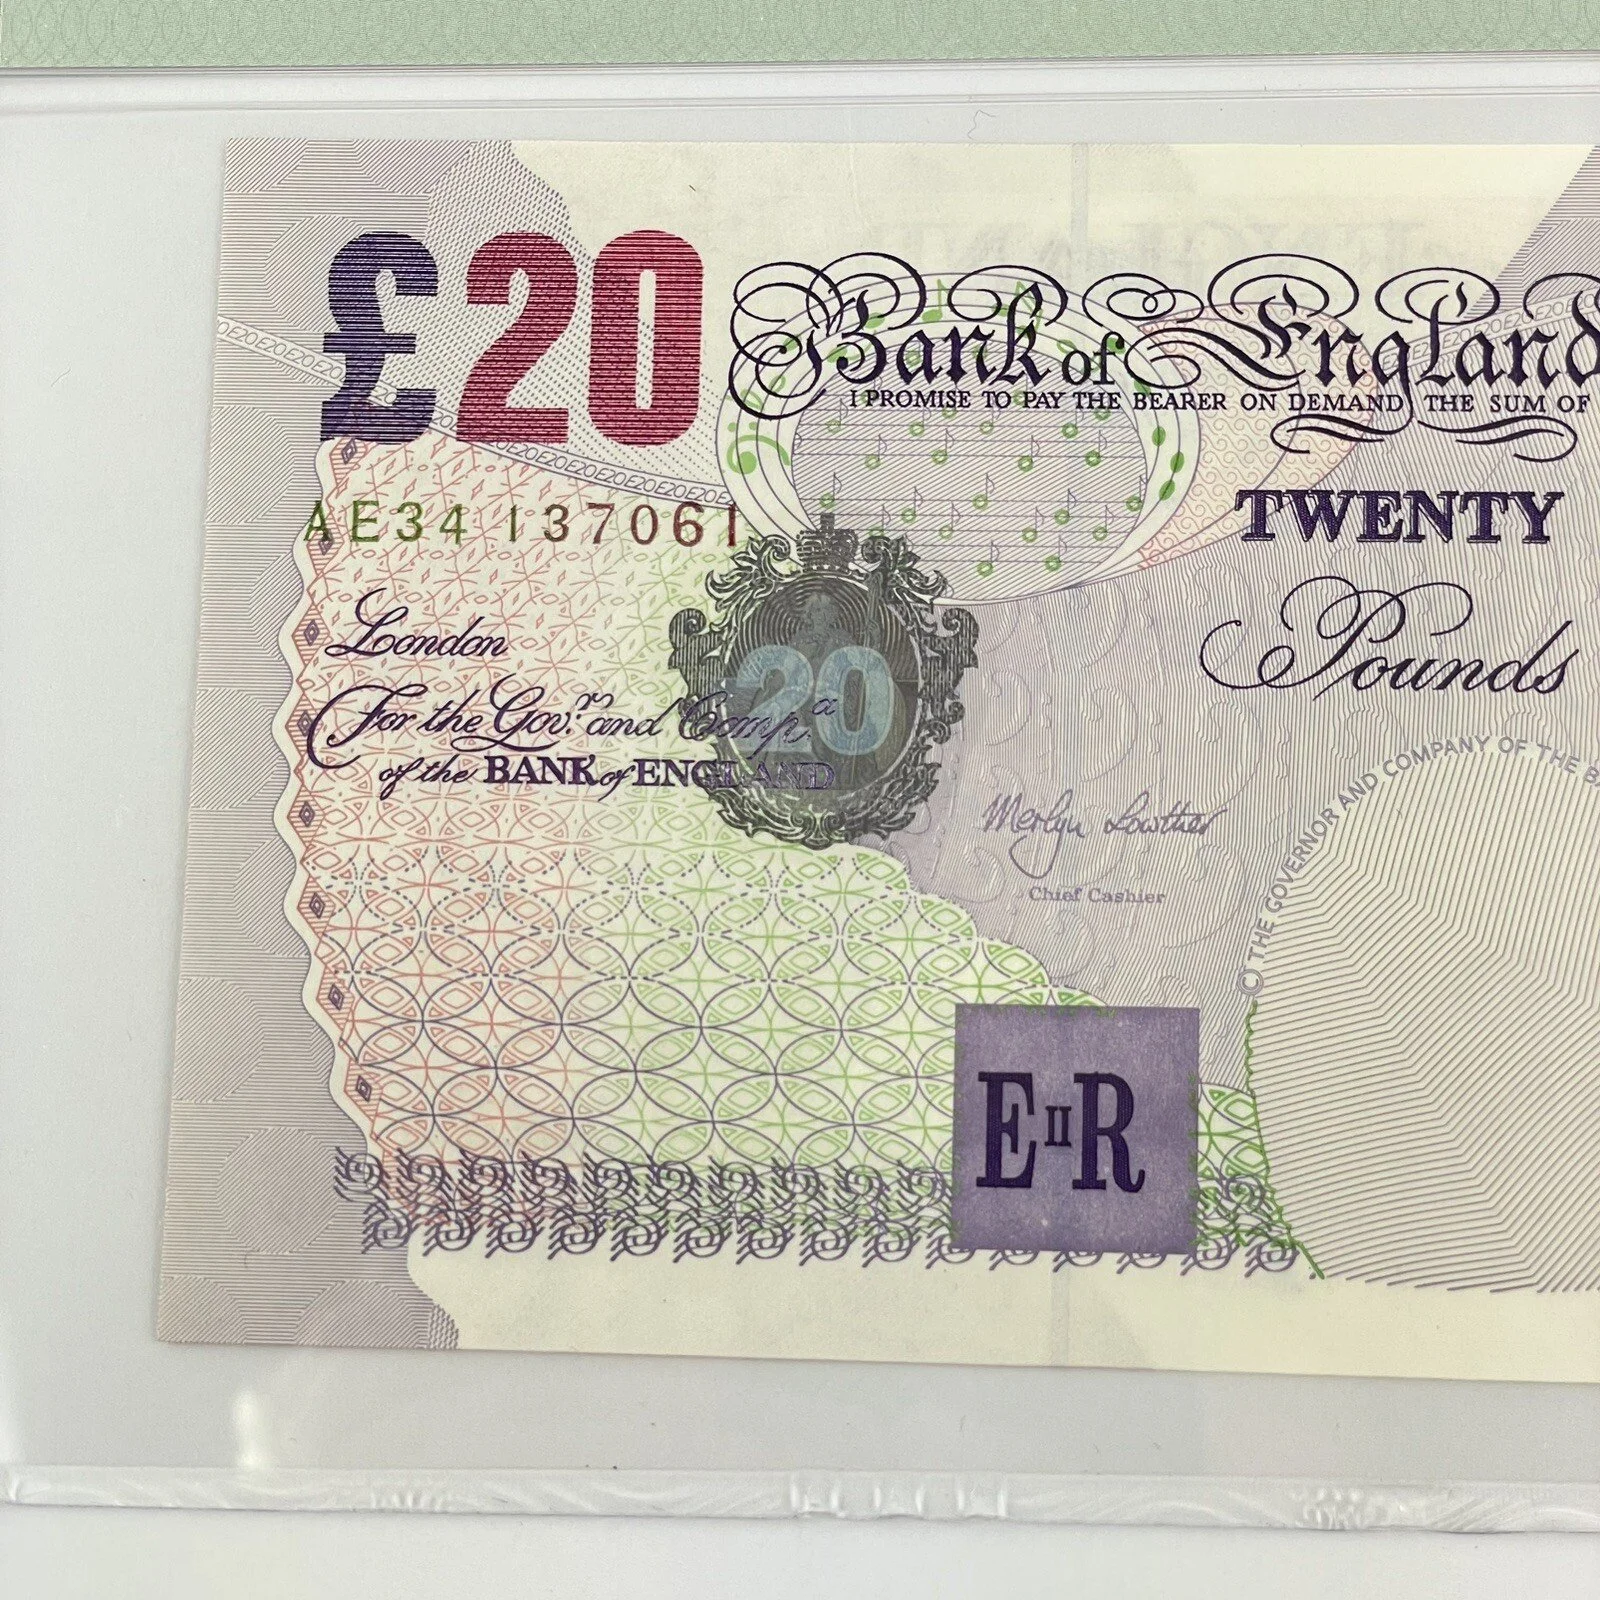 £20
Bank of England
I PROMISE TO PAY THE BEARER ON DEMAND THE SUM OF
TWENTY
Pounds
AE34 137061
London
For the Govr. and Compa.
of the BANK of ENGLAND
20
Merlyn Lowther
Chief Cashier
© THE GOVERNOR AND COMPANY OF THE B
E II R